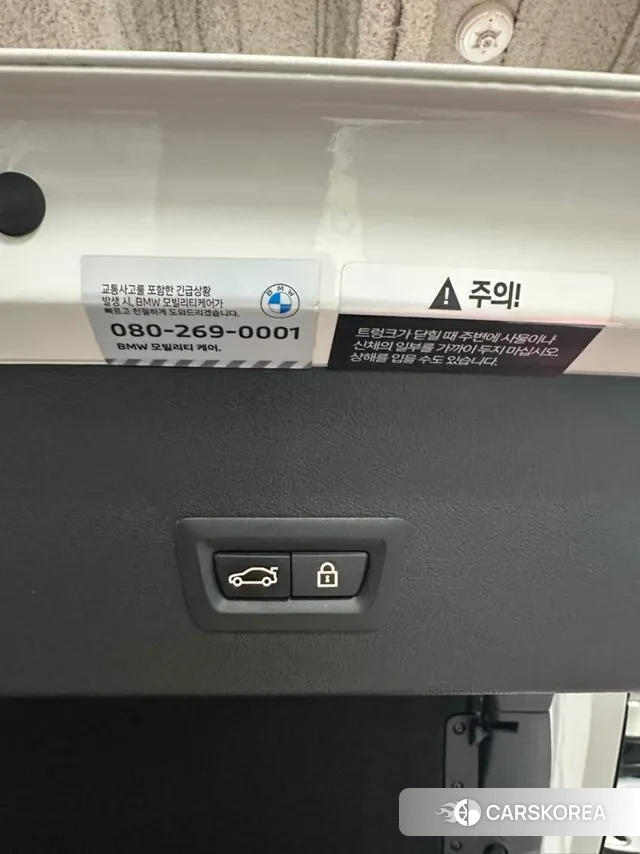 교통사고를 포함한 긴급상황
발생 시, BMW 모빌리티케어가
빠르고 친절하게 도와드리겠습니다.
080-269-0001
BMW 모빌리티 케어.
BMW
주의!
트렁크가 닫힐 때 주변에 사물이나
신체의 일부를 가까이 두지 마십시오.
상해를 입을 수도 있습니다.
CARSKOREA